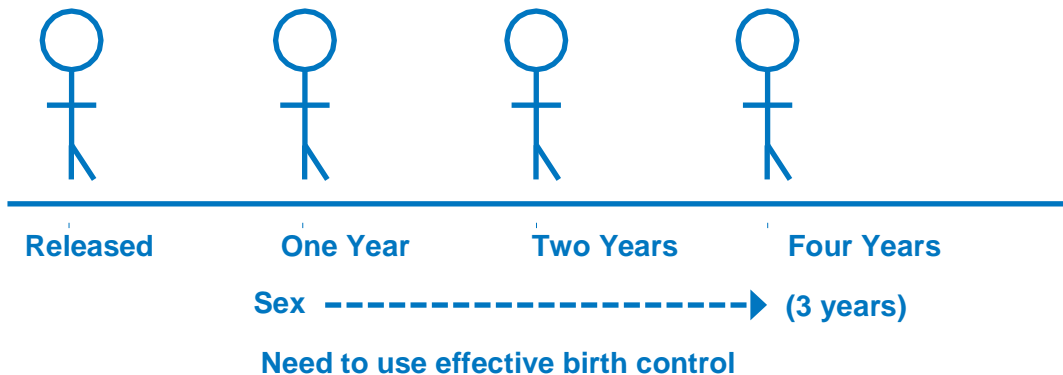 Released One Year Two Years Four Years
Sex (3 years)
Need to use effective birth control